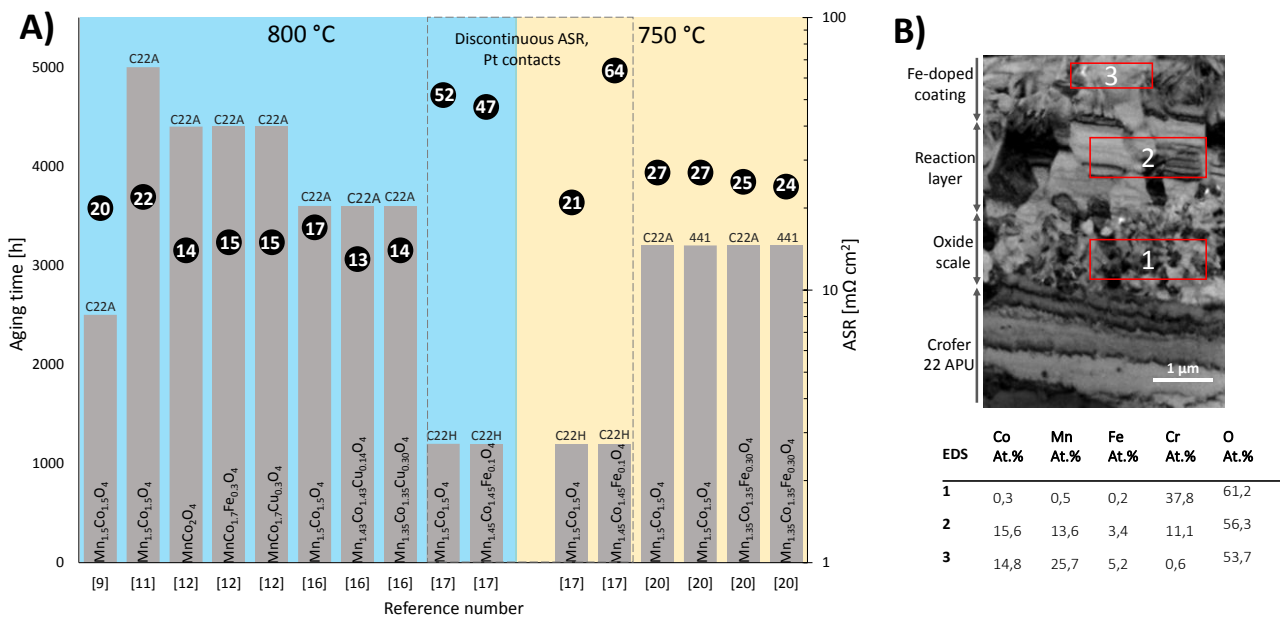 A)
800 °C
750 °C
Discontinuous ASR,
Pt contacts
Aging time [h]
5000
4000
3000
2000
1000
0
ASR [mΩ cm²]
100
10
1
C22A
C22A
C22A
C22A
C22A
C22A
C22A
C22A
C22H
C22H
C22H
C22H
C22A
441
C22A
441
20
22
14
15
15
17
13
14
52
47
21
64
27
27
25
24
Mn₁.₅Co₁.₅O₄
Mn₁.₅Co₁.₅O₄
MnCo₂O₄
MnCo₁.₇Fe₀.₃O₄
MnCo₁.₇Cu₀.₃O₄
Mn₁.₅Co₁.₅O₄
Mn₁.₄₃Co₁.₄₃Cu₀.₁₄O₄
Mn₁.₃₅Co₁.₃₅Cu₀.₃₀O₄
Mn₁.₅Co₁.₅O₄
Mn₁.₄₅Co₁.₄₅Fe₀.₁O₄
Mn₁.₅Co₁.₅O₄
Mn₁.₄₅Co₁.₄₅Fe₀.₁O₄
Mn₁.₅Co₁.₅O₄
Mn₁.₅Co₁.₅O₄
Mn₁.₃₅Co₁.₃₅Fe₀.₃₀O₄
Mn₁.₃₅Co₁.₃₅Fe₀.₃₀O₄
[9] [11] [12] [12] [12] [16] [16] [16] [17] [17] [17] [17] [20] [20] [20] [20]
Reference number
B)
Fe-doped
coating
Reaction
layer
Oxide
scale
Crofer
22 APU
3
2
1
1 µm
EDS Co At.% Mn At.% Fe At.% Cr At.% O At.%
1 0,3 0,5 0,2 37,8 61,2
2 15,6 13,6 3,4 11,1 56,3
3 14,8 25,7 5,2 0,6 53,7